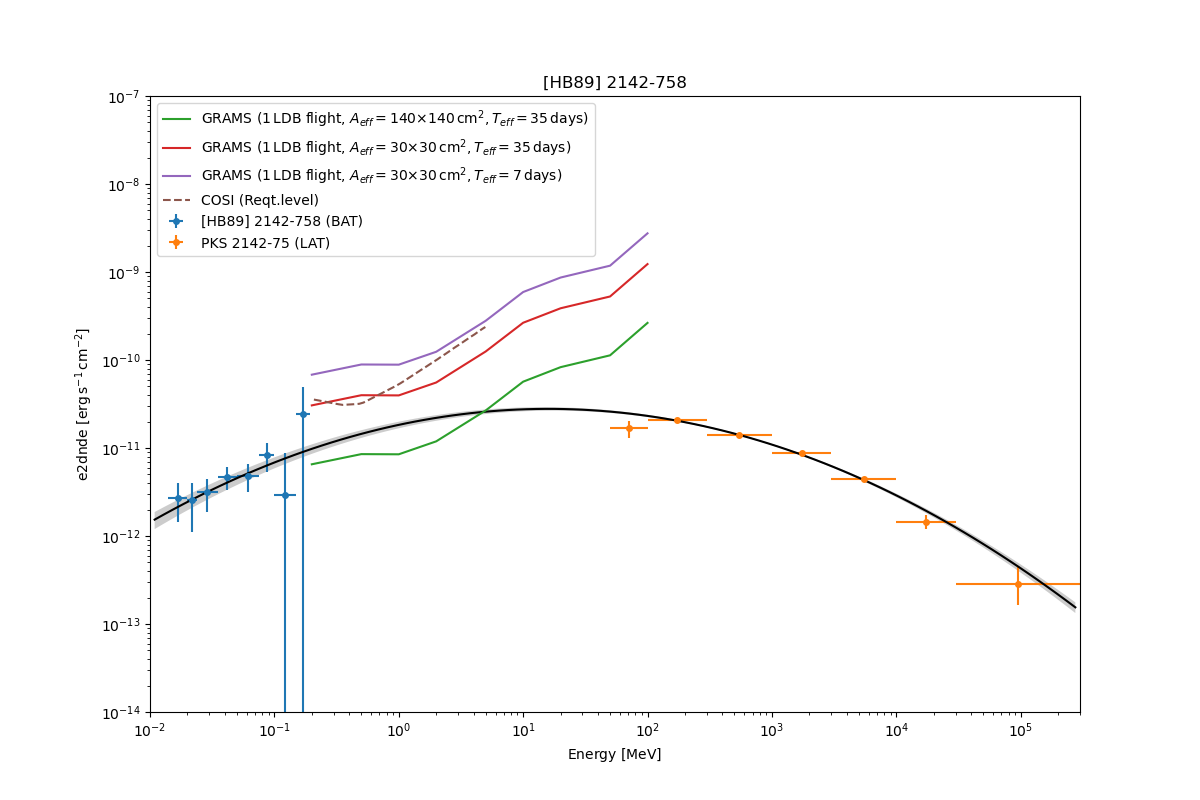 [HB89] 2142-758
10⁻⁷
10⁻⁸
10⁻⁹
10⁻¹⁰
10⁻¹¹
10⁻¹²
10⁻¹³
10⁻¹⁴
e2dnde [erg s⁻¹ cm⁻²]
GRAMS (1 LDB flight, A_eff = 140×140 cm², T_eff = 35 days)
GRAMS (1 LDB flight, A_eff = 30×30 cm², T_eff = 35 days)
GRAMS (1 LDB flight, A_eff = 30×30 cm², T_eff = 7 days)
COSI (Reqt.level)
[HB89] 2142-758 (BAT)
PKS 2142-75 (LAT)
10⁻² 10⁻¹ 10⁰ 10¹ 10² 10³ 10⁴ 10⁵
Energy [MeV]